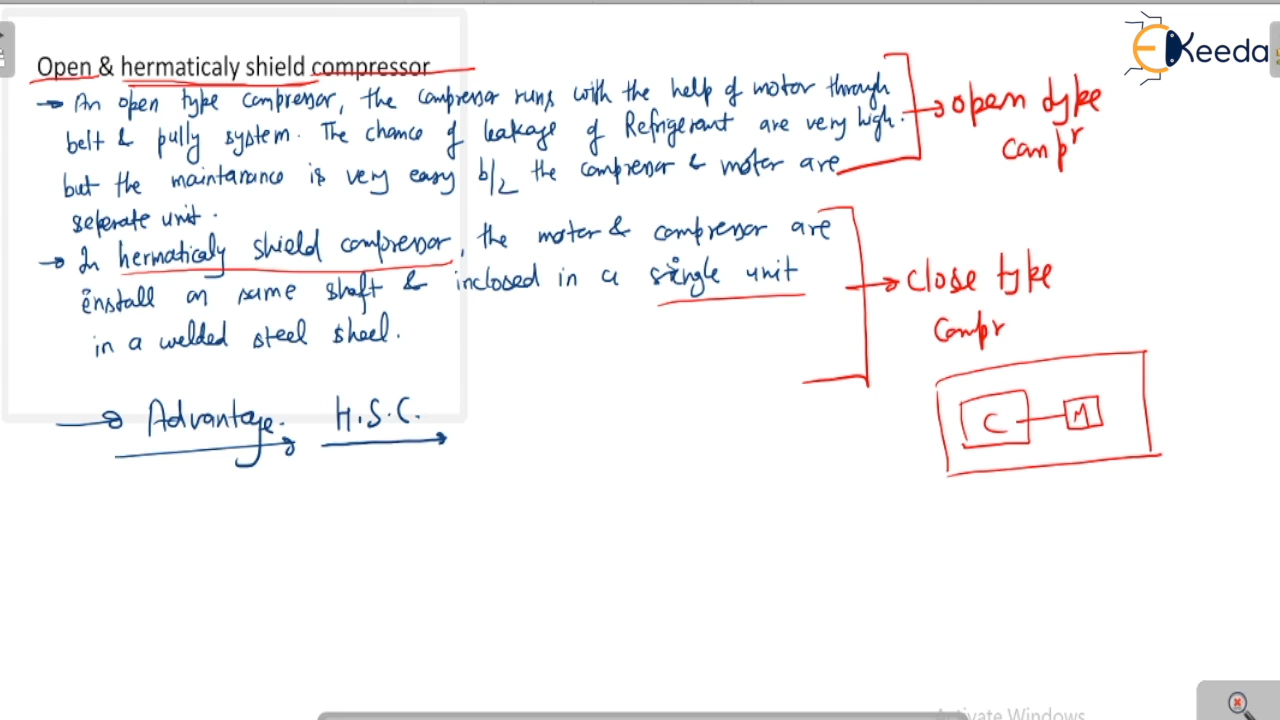 Open & hermaticaly shield compressor
Ekeeda
→ An open type compressor, the compressor runs with the help of motor through
belt & pully system. The chance of leakage of Refrigerant are very high.
but the maintanance is very easy b/2 the compressor & motor are
seperate unit.
→ open type
compr
→ In hermaticaly shield compressor, the motor & compressor are
install on same shaft & inclosed in a single unit
in a welded steel sheel.
→ close type
compr
C M
→ Advantage. H.S.C.
Activate Windows